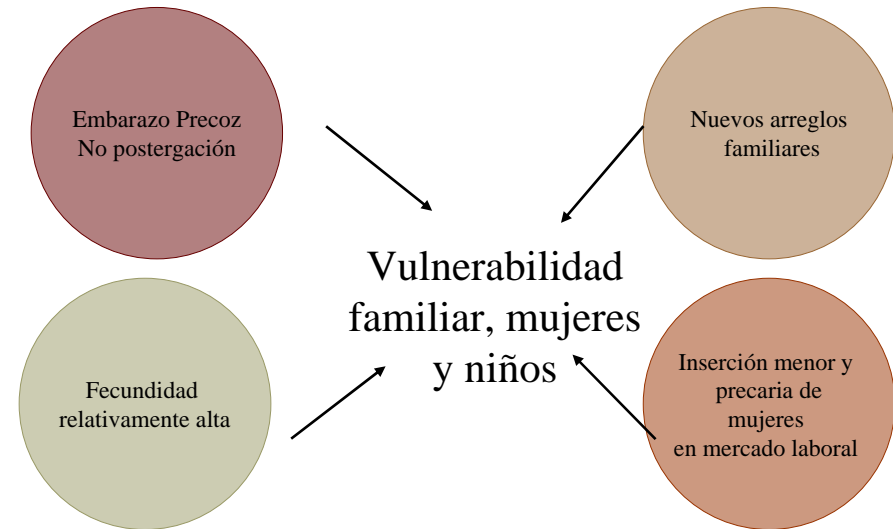 Embarazo Precoz
No postergación
Nuevos arreglos
familiares
Vulnerabilidad
familiar, mujeres
y niños
Fecundidad
relativamente alta
Inserción menor y
precaria de
mujeres
en mercado laboral